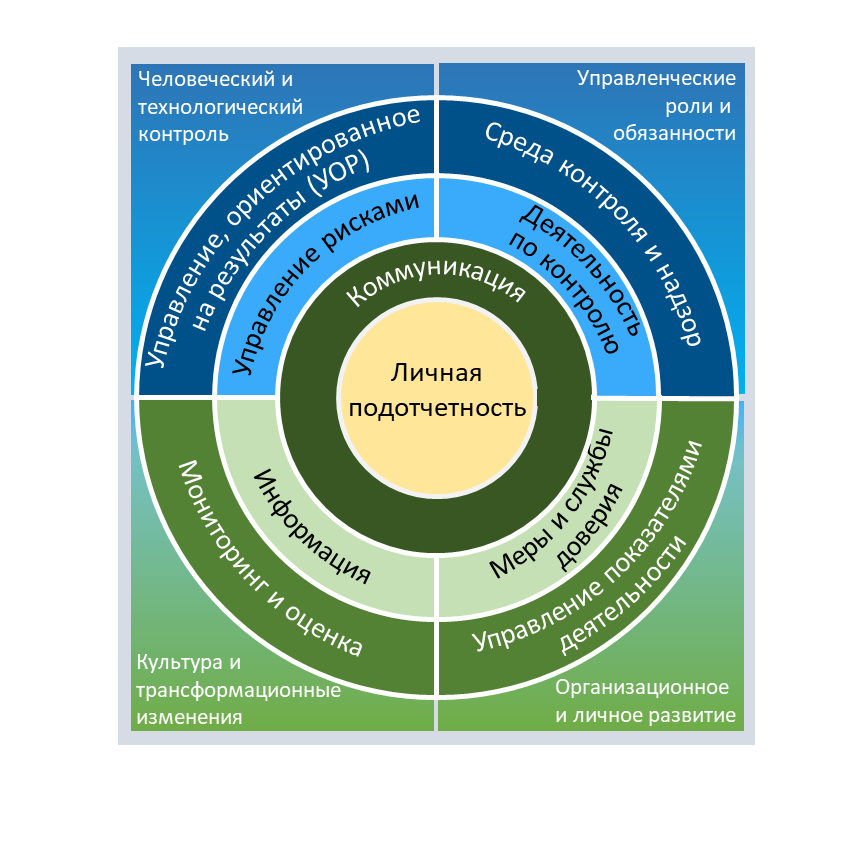 Человеческий и
технологический
контроль
Управленческие
роли и
обязанности
Управление, ориентированное
на результаты (УОР)
Среда контроля и надзор
Управление рисками
Деятельность
по контролю
Коммуникация
Личная
подотчетность
Информация
Меры и службы
доверия
Мониторинг и оценка
Управление показателями
деятельности
Культура и
трансформационные
изменения
Организационное
и личное развитие